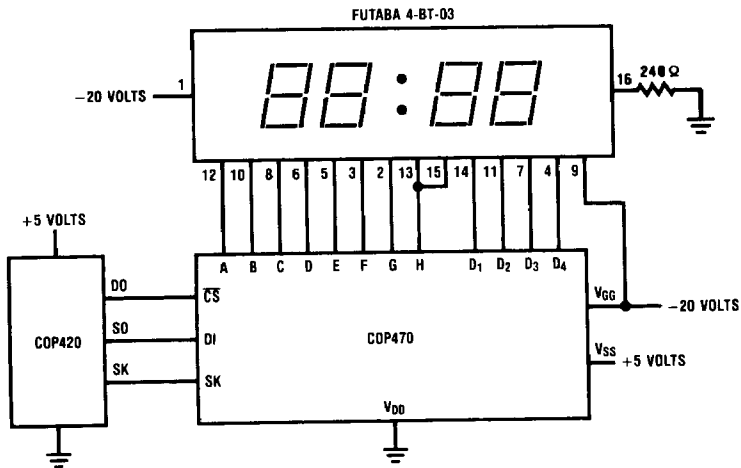 FUTABA 4-BT-03
-20 VOLTS
1
16
240 Ω
12 10 8 6 5 3 2 13 15 14 11 7 4 9
+5 VOLTS
A B C D E F G H D1 D2 D3 D4
COP420
DO
SO
SK
CS
DI
SK
COP470
VGG
-20 VOLTS
VSS
+5 VOLTS
VDD